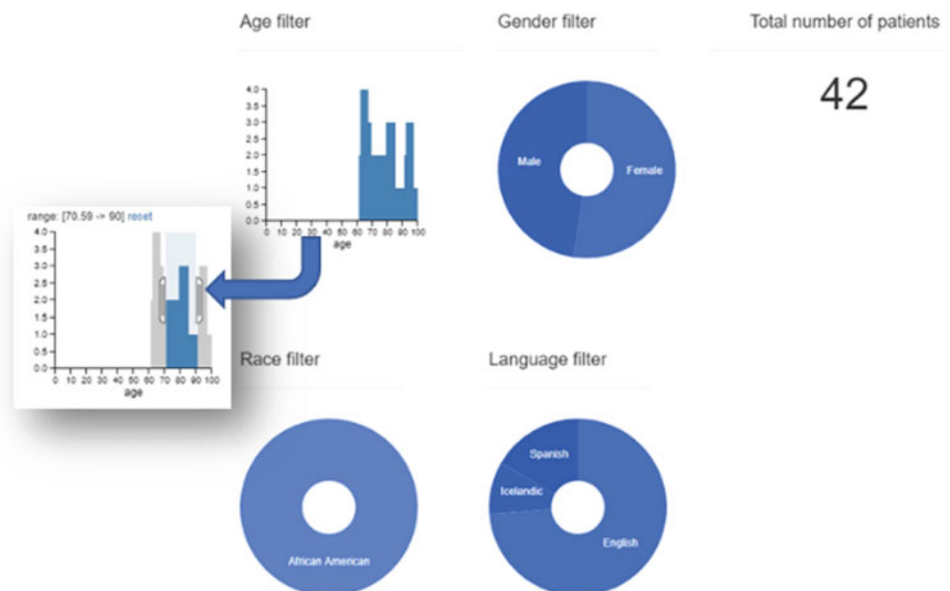 Age filter
Gender filter
Total number of patients
42
4.0
3.5
3.0
2.5
2.0
1.5
1.0
0.5
0.0
0 10 20 30 40 50 60 70 80 90 100
age
Male
Female
range: [70.59 -> 90] reset
4.0
3.5
3.0
2.5
2.0
1.5
1.0
0.5
0.0
0 10 20 30 40 50 60 70 80 90 100
age
Race filter
Language filter
African American
Spanish
Icelandic
English